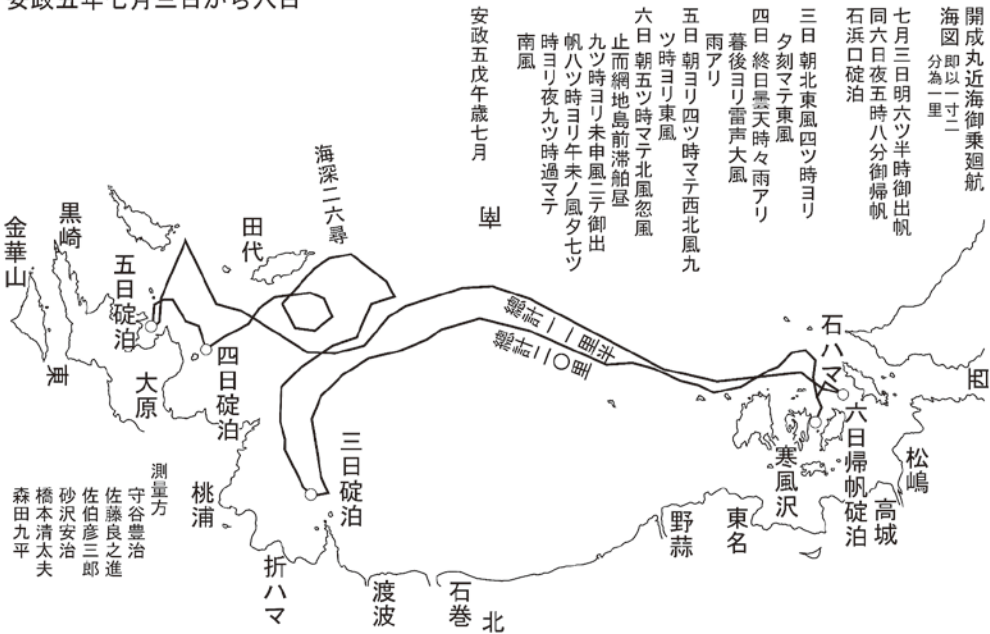 安政五年七月三日から六日
開成丸近海御乗廻航
海図 即以一寸二
分為一里
七月三日明六ツ半時御出帆
同六日夜五時八分御帰帆
石浜口碇泊
三日 朝北東風四ツ時ヨリ
夕刻マテ東風
四日 終日曇天時々雨アリ
暮後ヨリ雷声大風
雨アリ
五日 朝ヨリ四ツ時マテ西北風九
ツ時ヨリ東風
六日 朝五ツ時マテ北風忽風
止而網地島前滞舶昼
九ツ時ヨリ未申風ニテ御出
帆八ツ時ヨリ午未ノ風夕七ツ
時ヨリ夜九ツ時過マテ
南風
安政五戊午歳七月
南
海深二六尋
田代
黒崎
金華山
五日碇泊
東
大原
四日碇泊
三日碇泊
総計二一里半
総計二〇里
石ハマ
西
六日帰帆碇泊
寒風沢
松嶋
高城
東名
野蒜
北
石巻
渡波
折ハマ
桃浦
測量方
守谷豊治
佐藤良之進
佐伯彦三郎
砂沢安治
橋本清太夫
森田九平